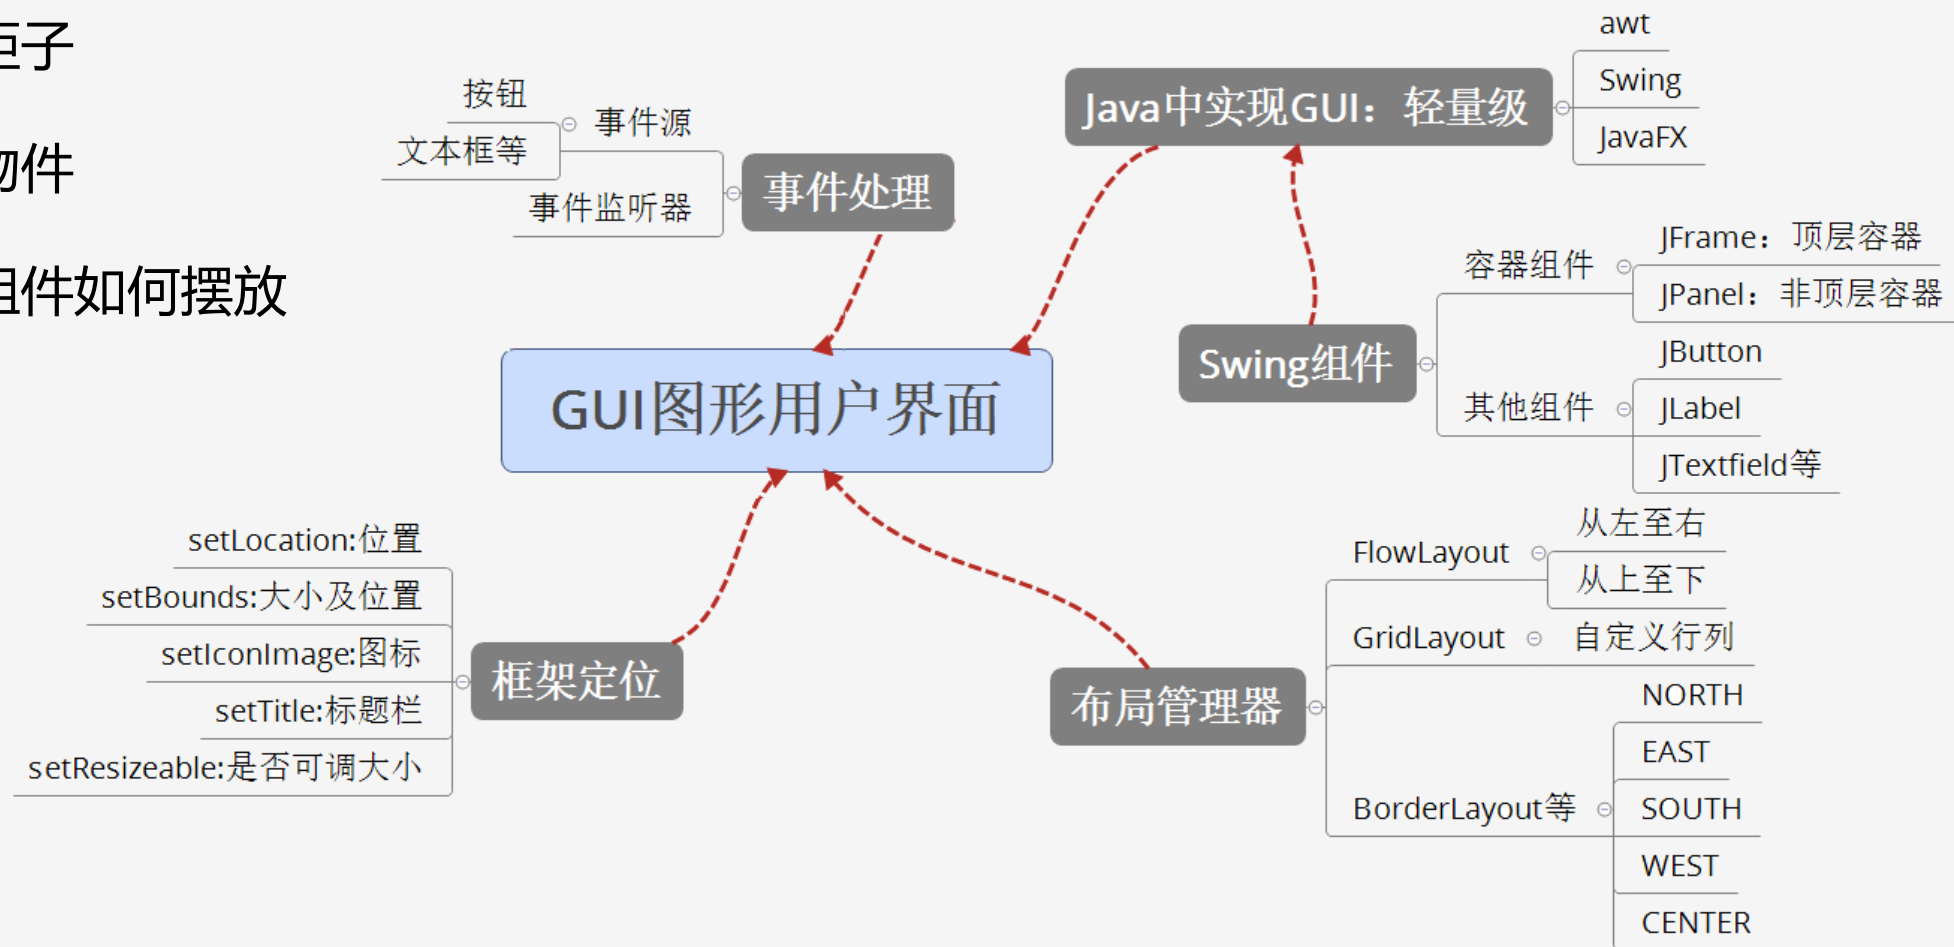 子
件
组件如何摆放
按钮
文本框等
事件源
事件监听器
事件处理
Java中实现GUI：轻量级
awt
Swing
JavaFX
Swing组件
容器组件
JFrame：顶层容器
JPanel：非顶层容器
其他组件
JButton
JLabel
JTextfield等
GUI图形用户界面
setLocation:位置
setBounds:大小及位置
setIconImage:图标
setTitle:标题栏
setResizeable:是否可调大小
框架定位
布局管理器
FlowLayout
从左至右
从上至下
GridLayout
自定义行列
BorderLayout等
NORTH
EAST
SOUTH
WEST
CENTER